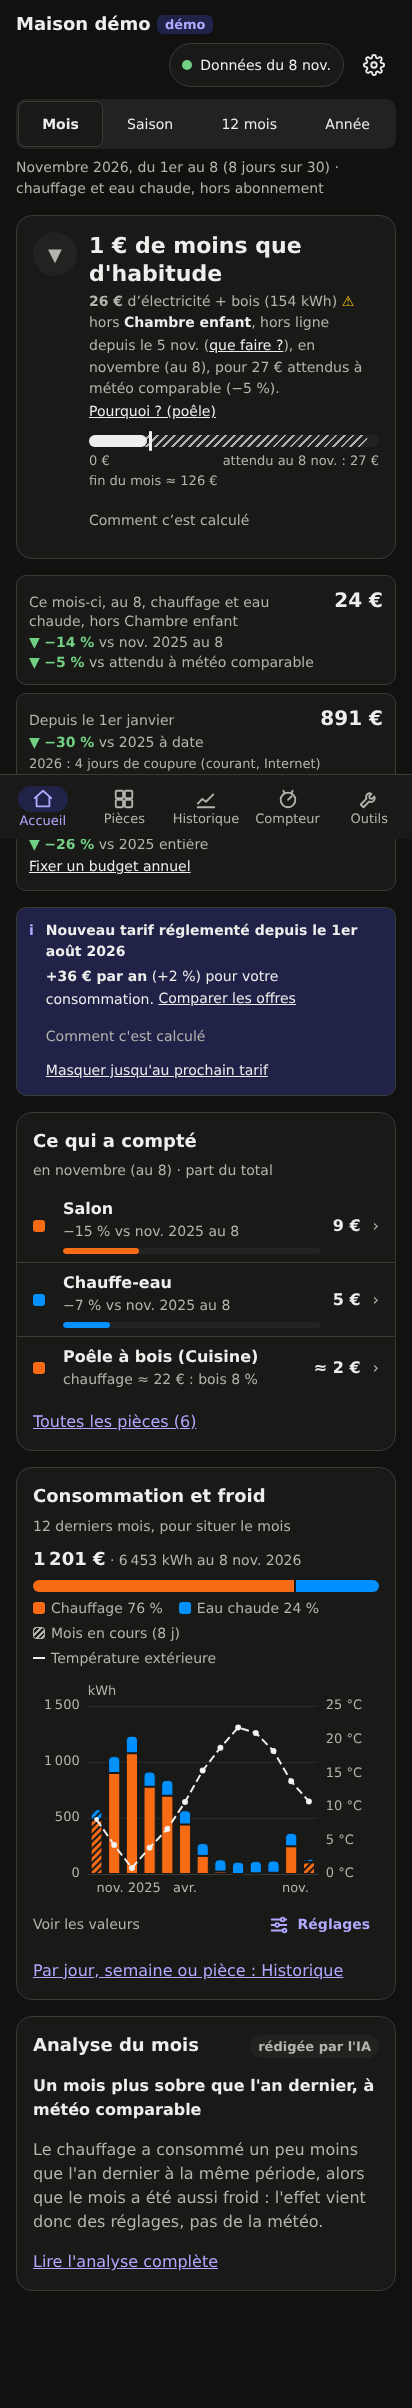 Maison démo démo
Données du 8 nov.
Mois Saison 12 mois Année
Novembre 2026, du 1er au 8 (8 jours sur 30) ·
chauffage et eau chaude, hors abonnement
▼ 1 € de moins que
d'habitude
26 € d’électricité + bois (154 kWh) ⚠
hors Chambre enfant, hors ligne
depuis le 5 nov. (que faire ?), en
novembre (au 8), pour 27 € attendus à
météo comparable (−5 %).
Pourquoi ? (poêle)
0 € attendu au 8 nov. : 27 €
fin du mois ≈ 126 €
Comment c’est calculé
Ce mois-ci, au 8, chauffage et eau
chaude, hors Chambre enfant
24 €
▼ −14 % vs nov. 2025 au 8
▼ −5 % vs attendu à météo comparable
Depuis le 1er janvier 891 €
▼ −30 % vs 2025 à date
2026 : 4 jours de coupure (courant, Internet)
Accueil Pièces Historique Compteur Outils
▼ −26 % vs 2025 entière
Fixer un budget annuel
i Nouveau tarif réglementé depuis le 1er
août 2026
+36 € par an (+2 %) pour votre
consommation. Comparer les offres
Comment c'est calculé
Masquer jusqu'au prochain tarif
Ce qui a compté
en novembre (au 8) · part du total
Salon
−15 % vs nov. 2025 au 8
9 € ›
Chauffe-eau
−7 % vs nov. 2025 au 8
5 € ›
Poêle à bois (Cuisine)
chauffage ≈ 22 € : bois 8 %
≈ 2 € ›
Toutes les pièces (6)
Consommation et froid
12 derniers mois, pour situer le mois
1 201 € · 6 453 kWh au 8 nov. 2026
Chauffage 76 % Eau chaude 24 %
Mois en cours (8 j)
Température extérieure
kWh
1 500 25 °C
20 °C
1 000 15 °C
10 °C
500 5 °C
0 0 °C
nov. 2025 avr. nov.
Voir les valeurs Réglages
Par jour, semaine ou pièce : Historique
Analyse du mois rédigée par l'IA
Un mois plus sobre que l'an dernier, à
météo comparable
Le chauffage a consommé un peu moins
que l'an dernier à la même période, alors
que le mois a été aussi froid : l'effet vient
donc des réglages, pas de la météo.
Lire l'analyse complète